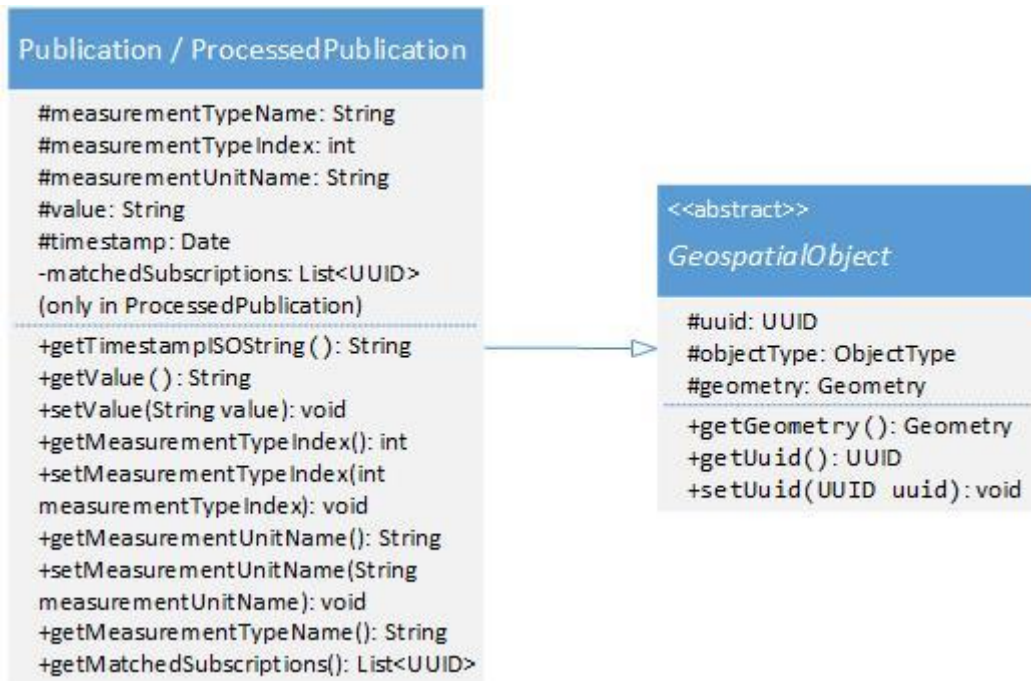 Publication / ProcessedPublication
#measurementTypeName: String
#measurementTypeIndex: int
#measurementUnitName: String
#value: String
#timestamp: Date
-matchedSubscriptions: List<UUID>
(only in ProcessedPublication)
+getTimestampISOString(): String
+getValue(): String
+setValue(String value): void
+getMeasurementTypeIndex(): int
+setMeasurementTypeIndex(int
measurementTypeIndex): void
+getMeasurementUnitName(): String
+setMeasurementUnitName(String
measurementUnitName): void
+getMeasurementTypeName(): String
+getMatchedSubscriptions(): List<UUID>
<<abstract>>
GeospatialObject
#uuid: UUID
#objectType: ObjectType
#geometry: Geometry
+getGeometry(): Geometry
+getUuid(): UUID
+setUuid(UUID uuid): void